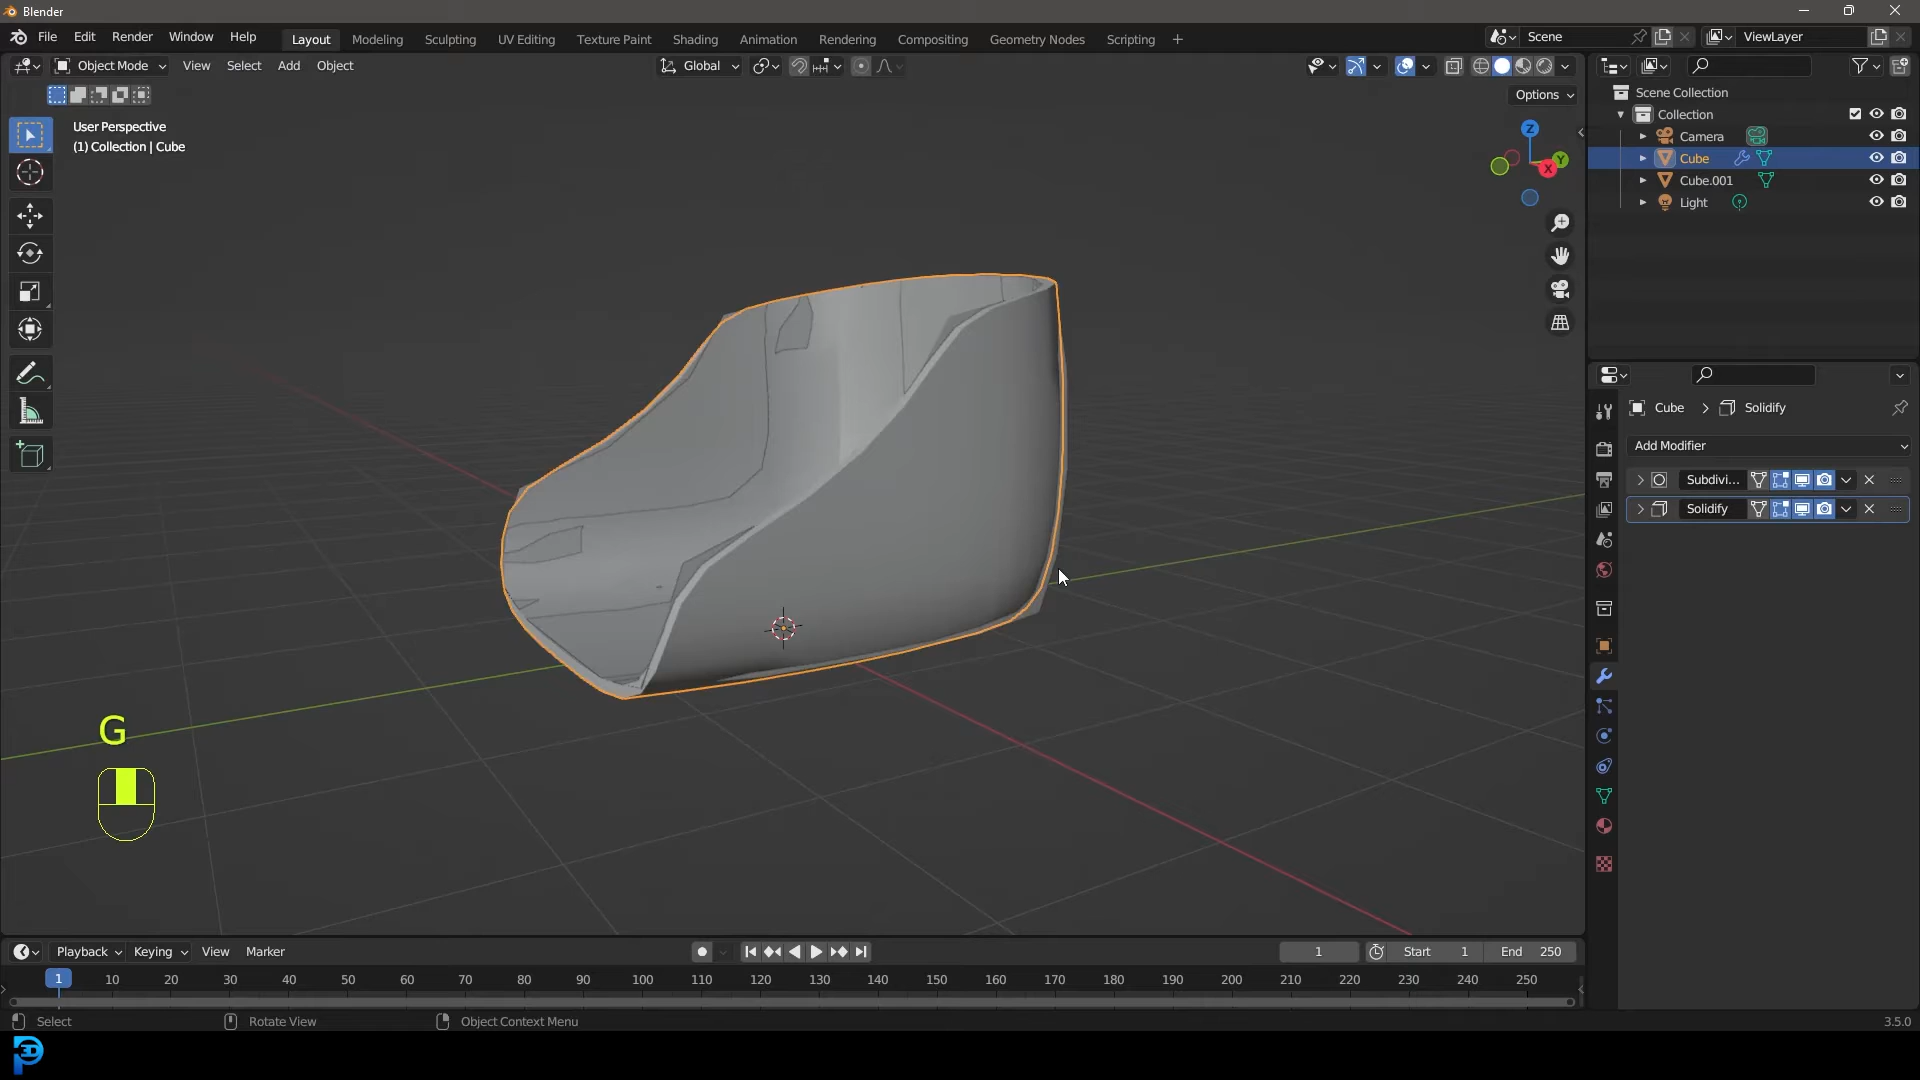 Blender
File Edit Render Window Help
Layout Modeling Sculpting UV Editing Texture Paint Shading Animation Rendering Compositing Geometry Nodes Scripting +
Scene
ViewLayer
Object Mode View Select Add Object
Global
Options
User Perspective
(1) Collection | Cube
Z
Y
X
Scene Collection
Collection
Camera
Cube
Cube.001
Light
Cube > Solidify
Add Modifier
Subdivi...
Solidify
G
Playback Keying View Marker
1
Start 1
End 250
1 10 20 30 40 50 60 70 80 90 100 110 120 130 140 150 160 170 180 190 200 210 220 230 240 250
Select
Rotate View
Object Context Menu
3.5.0
3D